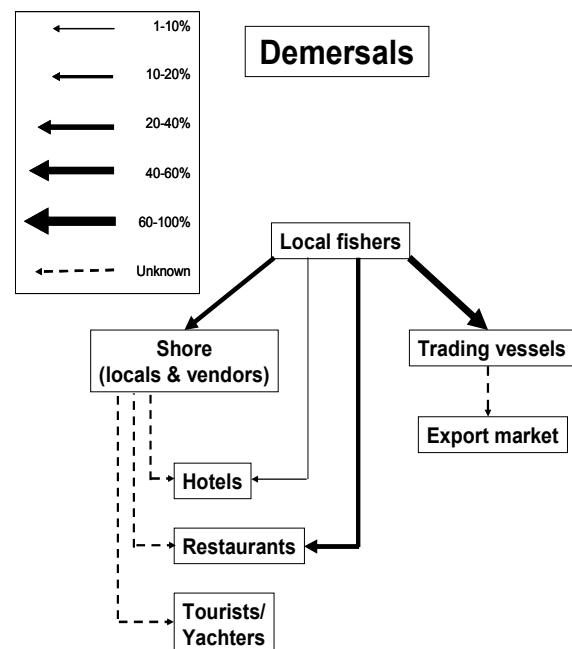 1-10%
10-20%
20-40%
40-60%
60-100%
Unknown
Demersals
Local fishers
Shore
(locals & vendors)
Trading vessels
Export market
Hotels
Restaurants
Tourists/
Yachters